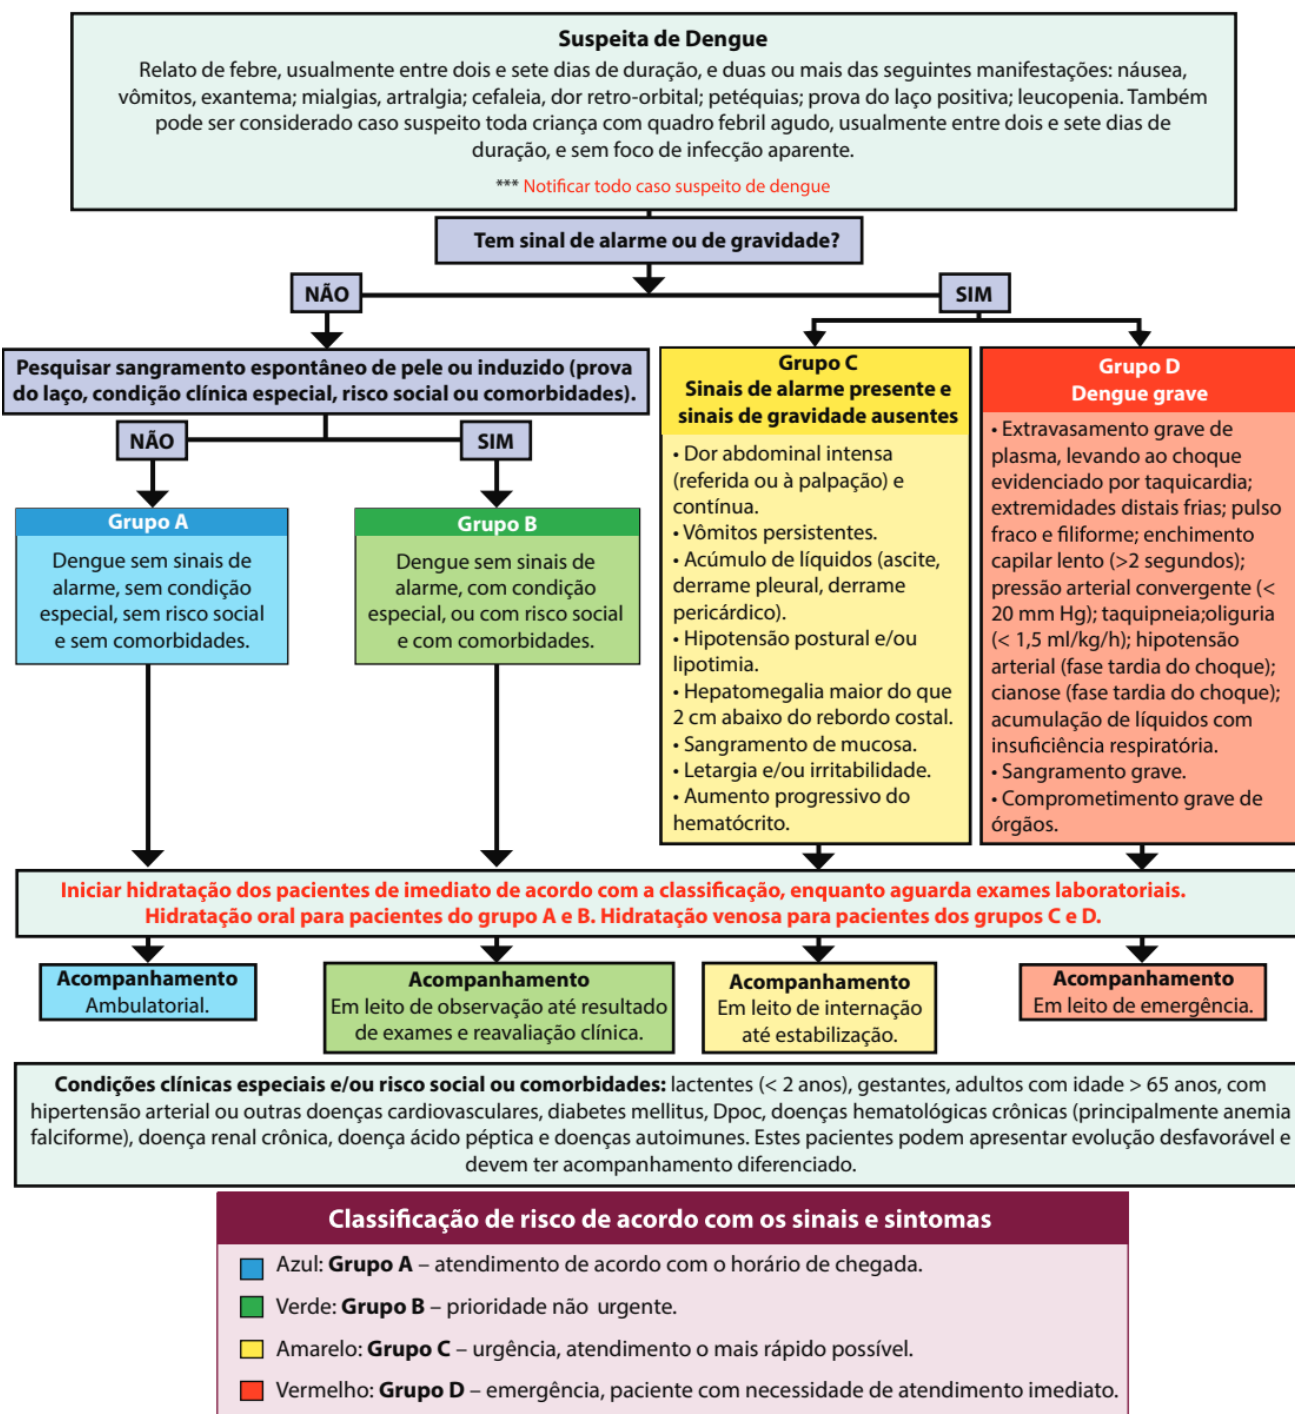 Suspeita de Dengue
Relato de febre, usualmente entre dois e sete dias de duração, e duas ou mais das seguintes manifestações: náusea,
vômitos, exantema; mialgias, artralgia; cefaleia, dor retro-orbital; petéquias; prova do laço positiva; leucopenia. Também
pode ser considerado caso suspeito toda criança com quadro febril agudo, usualmente entre dois e sete dias de
duração, e sem foco de infecção aparente.
*** Notificar todo caso suspeito de dengue
Tem sinal de alarme ou de gravidade?
NÃO
SIM
Pesquisar sangramento espontâneo de pele ou induzido (prova
do laço, condição clínica especial, risco social ou comorbidades).
NÃO
SIM
Grupo A
Dengue sem sinais de
alarme, sem condição
especial, sem risco social
e sem comorbidades.
Grupo B
Dengue sem sinais de
alarme, com condição
especial, ou com risco social
e com comorbidades.
Grupo C
Sinais de alarme presente e
sinais de gravidade ausentes
• Dor abdominal intensa
(referida ou à palpação) e
contínua.
• Vômitos persistentes.
• Acúmulo de líquidos (ascite,
derrame pleural, derrame
pericárdico).
• Hipotensão postural e/ou
lipotimia.
• Hepatomegalia maior do que
2 cm abaixo do rebordo costal.
• Sangramento de mucosa.
• Letargia e/ou irritabilidade.
• Aumento progressivo do
hematócrito.
Grupo D
Dengue grave
• Extravasamento grave de
plasma, levando ao choque
evidenciado por taquicardia;
extremidades distais frias; pulso
fraco e filiforme; enchimento
capilar lento (>2 segundos);
pressão arterial convergente (<
20 mm Hg); taquipneia;oliguria
(< 1,5 ml/kg/h); hipotensão
arterial (fase tardia do choque);
cianose (fase tardia do choque);
acumulação de líquidos com
insuficiência respiratória.
• Sangramento grave.
• Comprometimento grave de
órgãos.
Iniciar hidratação dos pacientes de imediato de acordo com a classificação, enquanto aguarda exames laboratoriais.
Hidratação oral para pacientes do grupo A e B. Hidratação venosa para pacientes dos grupos C e D.
Acompanhamento
Ambulatorial.
Acompanhamento
Em leito de observação até resultado
de exames e reavaliação clínica.
Acompanhamento
Em leito de internação
até estabilização.
Acompanhamento
Em leito de emergência.
Condições clínicas especiais e/ou risco social ou comorbidades: lactentes (< 2 anos), gestantes, adultos com idade > 65 anos, com
hipertensão arterial ou outras doenças cardiovasculares, diabetes mellitus, Dpoc, doenças hematológicas crônicas (principalmente anemia
falciforme), doença renal crônica, doença ácido péptica e doenças autoimunes. Estes pacientes podem apresentar evolução desfavorável e
devem ter acompanhamento diferenciado.
Classificação de risco de acordo com os sinais e sintomas
Azul: Grupo A – atendimento de acordo com o horário de chegada.
Verde: Grupo B – prioridade não urgente.
Amarelo: Grupo C – urgência, atendimento o mais rápido possível.
Vermelho: Grupo D – emergência, paciente com necessidade de atendimento imediato.